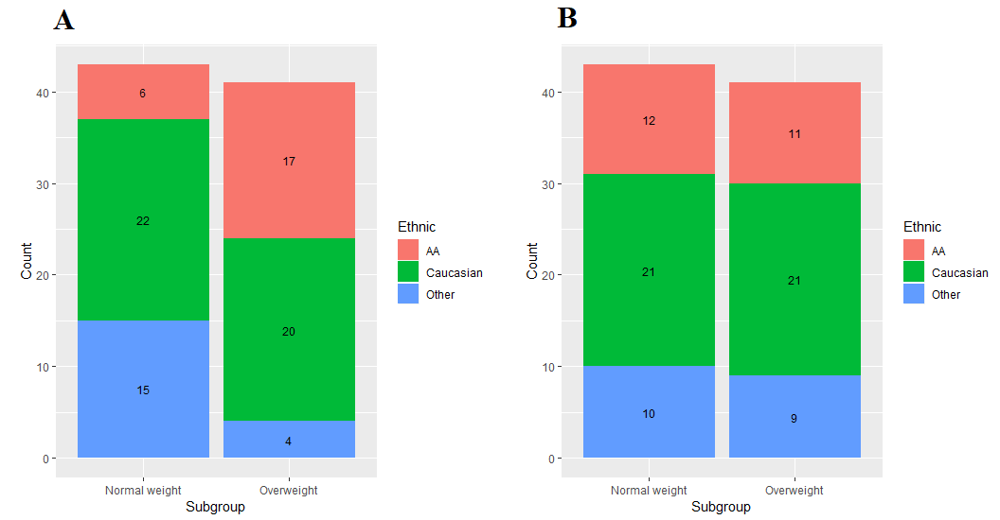 A
Count
40
30
20
10
0
6
22
15
17
20
4
Normal weight
Overweight
Subgroup
Ethnic
AA
Caucasian
Other
B
Count
40
30
20
10
0
12
21
10
11
21
9
Normal weight
Overweight
Subgroup
Ethnic
AA
Caucasian
Other